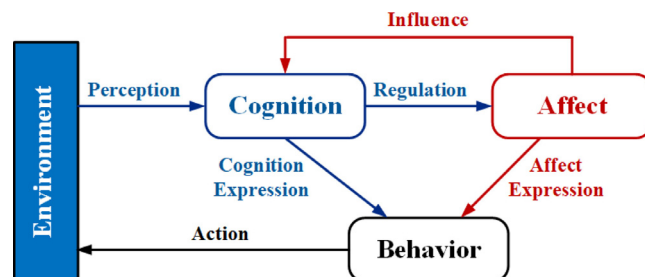 Influence
Perception
Regulation
Cognition
Affect
Environment
Cognition
Expression
Affect
Expression
Action
Behavior